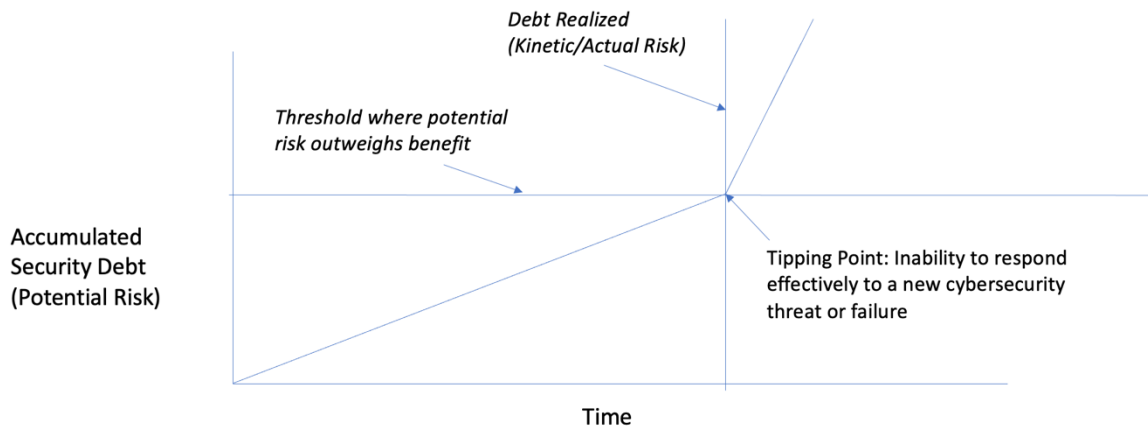 Debt Realized
(Kinetic/Actual Risk)
Threshold where potential
risk outweighs benefit
Accumulated
Security Debt
(Potential Risk)
Tipping Point: Inability to respond
effectively to a new cybersecurity
threat or failure
Time